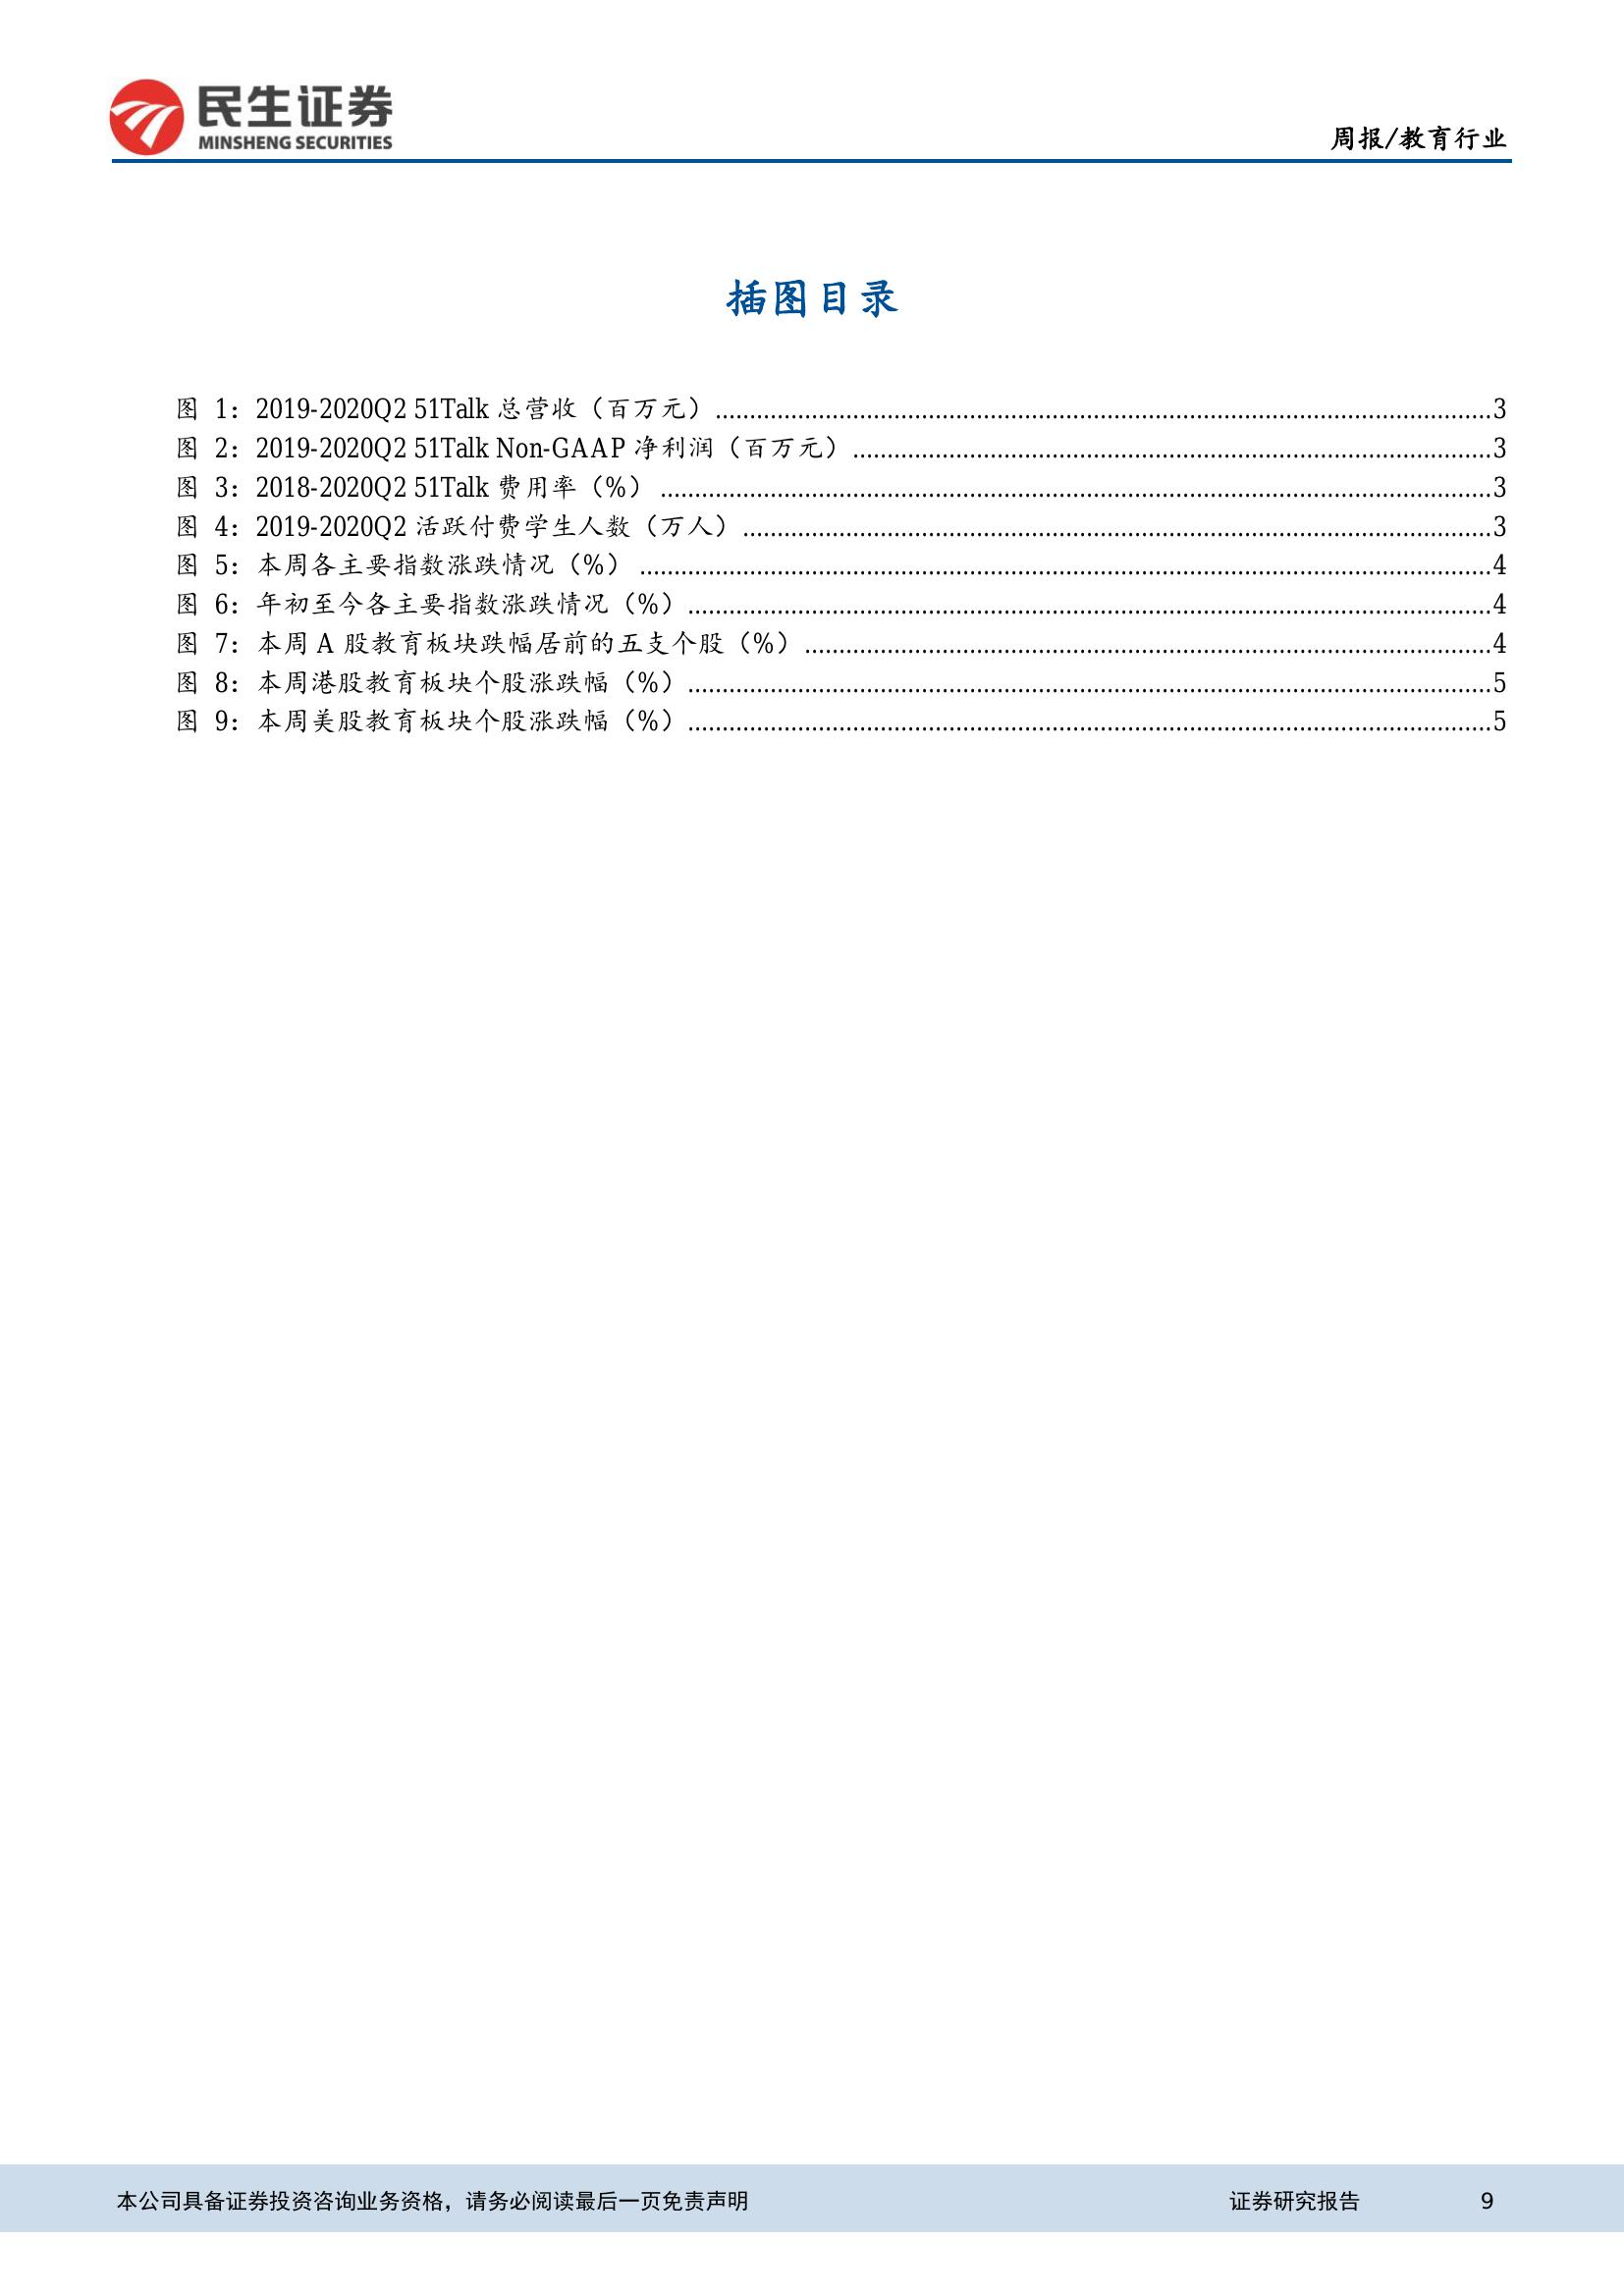 民生证券
MINSHENG SECURITIES
周报/教育行业
插图目录
图 1：2019-2020Q2 51Talk 总营收（百万元）........................................3
图 2：2019-2020Q2 51Talk Non-GAAP 净利润（百万元）........................................3
图 3：2018-2020Q2 51Talk 费用率（%）........................................3
图 4：2019-2020Q2 活跃付费学生人数（万人）........................................3
图 5：本周各主要指数涨跌情况（%）........................................4
图 6：年初至今各主要指数涨跌情况（%）........................................4
图 7：本周 A 股教育板块跌幅居前的五支个股（%）........................................4
图 8：本周港股教育板块个股涨跌幅（%）........................................5
图 9：本周美股教育板块个股涨跌幅（%）........................................5
本公司具备证券投资咨询业务资格，请务必阅读最后一页免责声明 证券研究报告 9